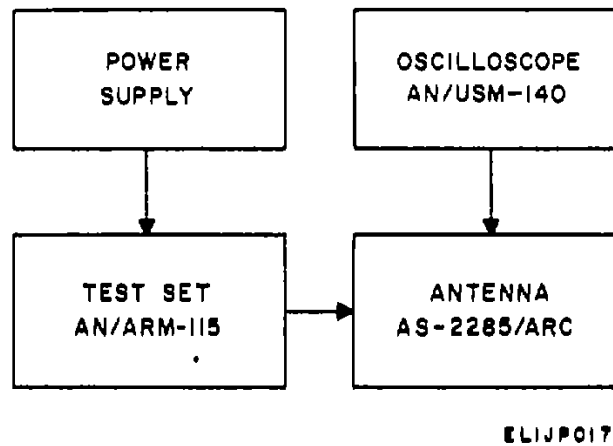 POWER
SUPPLY
OSCILLOSCOPE
AN/USM-140
TEST SET
AN/ARM-115
ANTENNA
AS-2285/ARC
ELIJP017